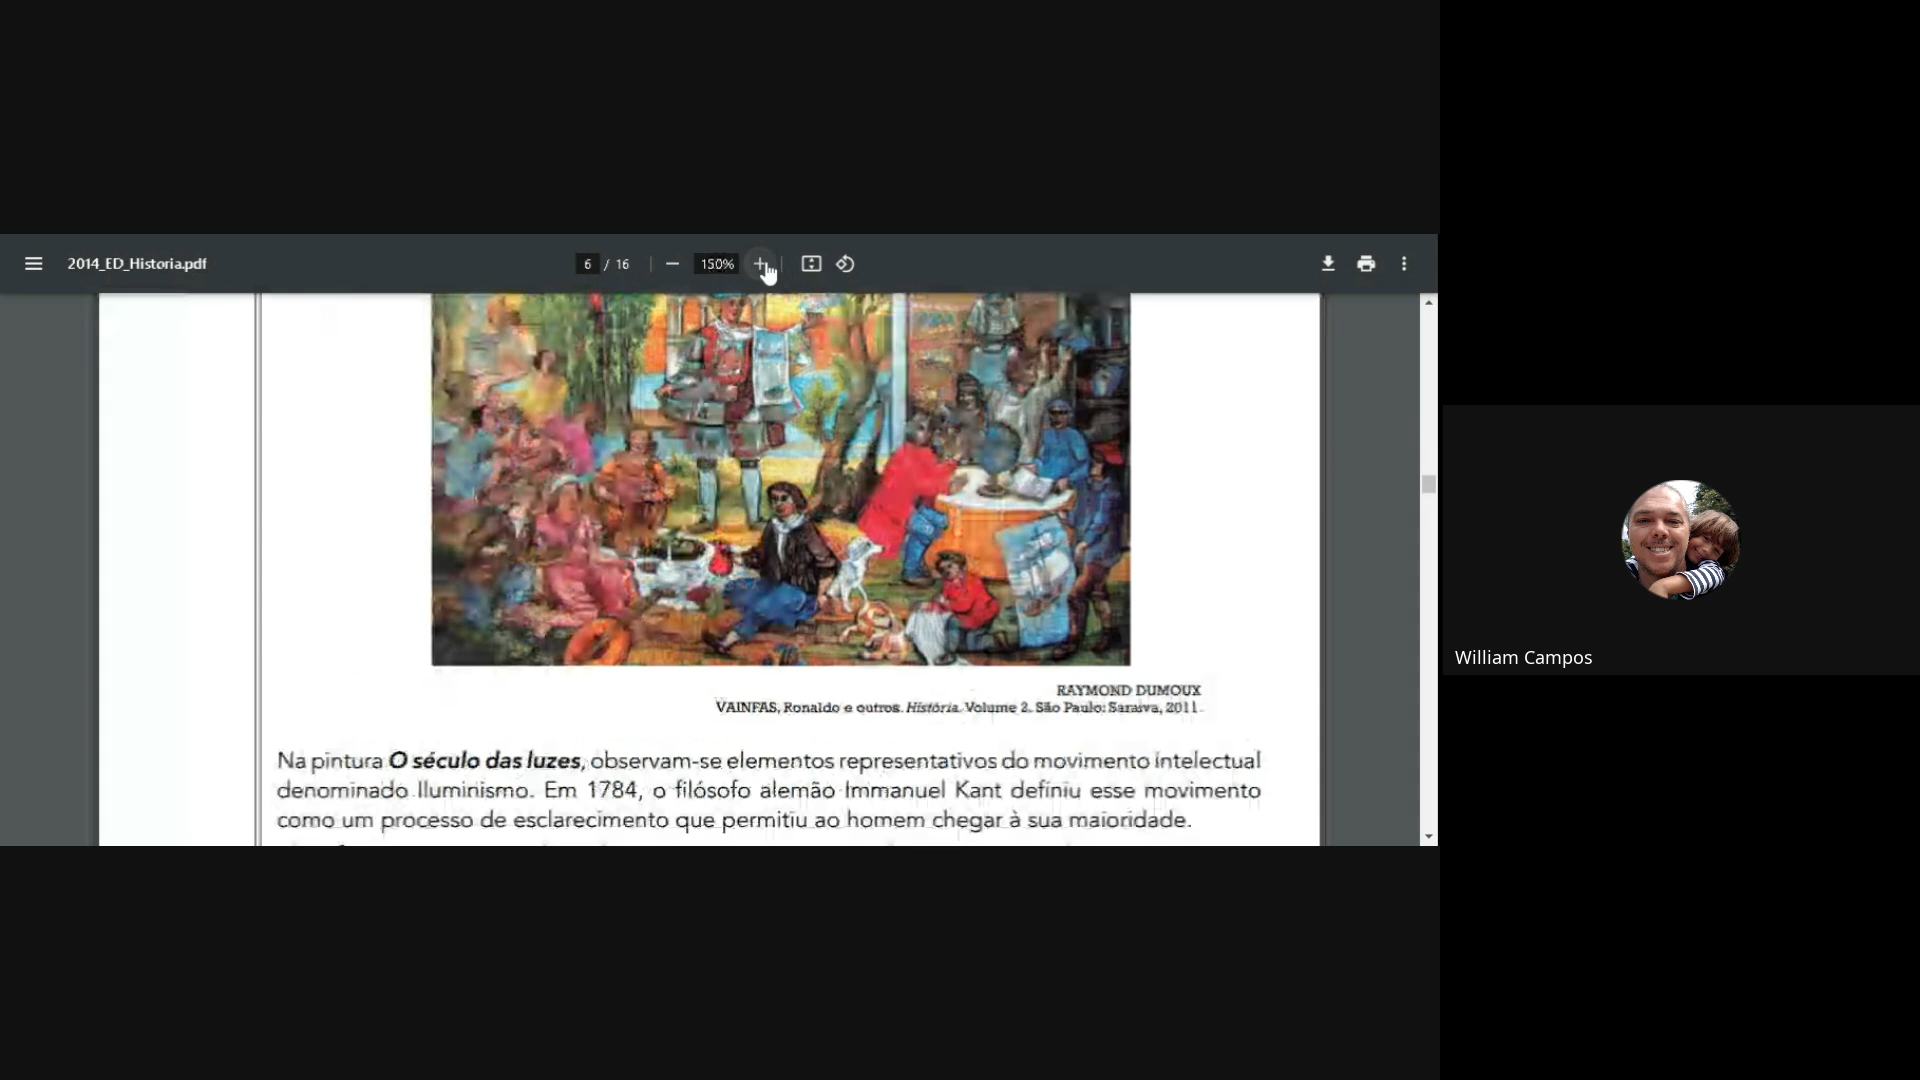 2014_ED_Historia.pdf
6 / 16
150%
RAYMOND DUMOUX
VAINFAS, Ronaldo e outros. História. Volume 2. São Paulo: Saraiva, 2011.
Na pintura O século das luzes, observam-se elementos representativos do movimento intelectual
denominado Iluminismo. Em 1784, o filósofo alemão Immanuel Kant definiu esse movimento
como um processo de esclarecimento que permitiu ao homem chegar à sua maioridade.
William Campos